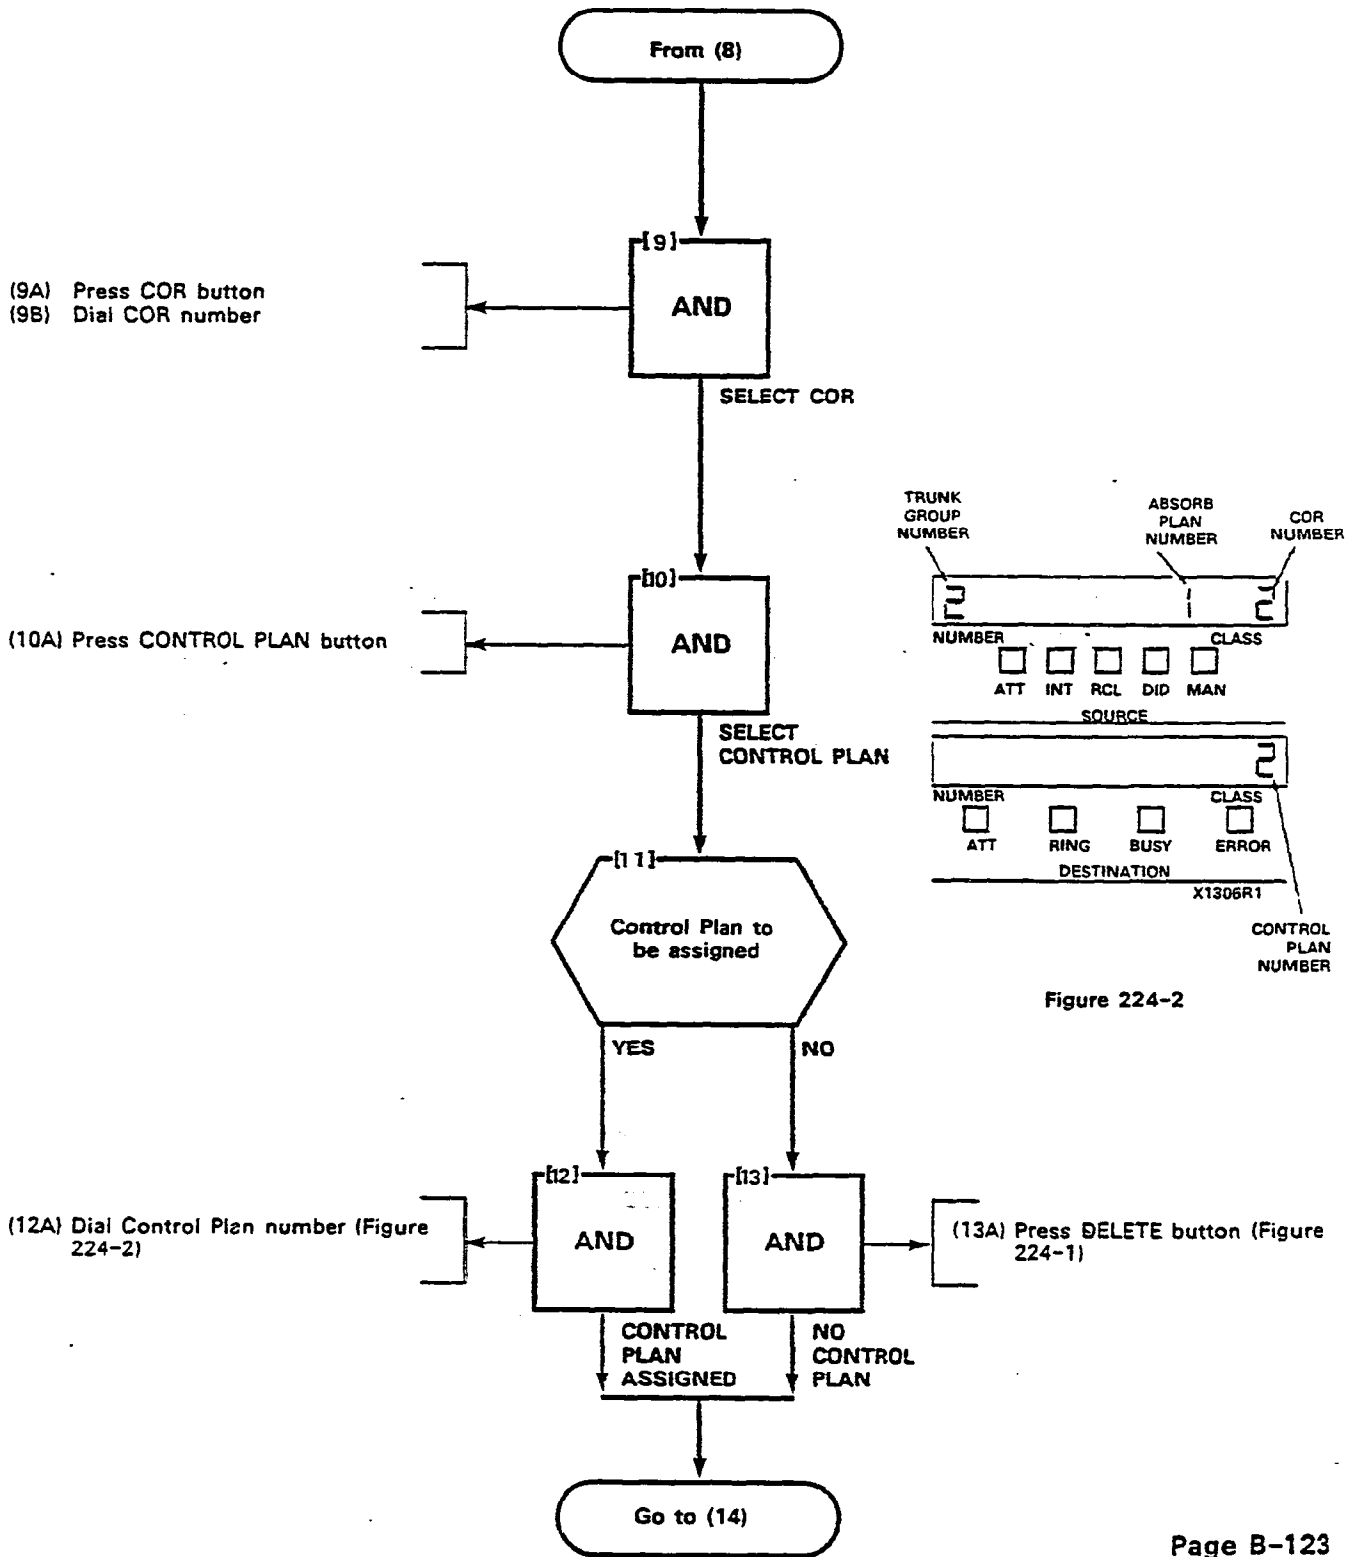 From (8)
[9]
AND
(9A) Press COR button
(9B) Dial COR number
SELECT COR
[10]
AND
(10A) Press CONTROL PLAN button
SELECT
CONTROL PLAN
TRUNK
GROUP
NUMBER
ABSORB
PLAN
NUMBER
COR
NUMBER
NUMBER CLASS
ATT INT RCL DID MAN
SOURCE
NUMBER CLASS
ATT RING BUSY ERROR
DESTINATION
X1306R1
CONTROL
PLAN
NUMBER
Figure 224-2
[11]
Control Plan to
be assigned
YES
NO
[12]
AND
[13]
AND
(12A) Dial Control Plan number (Figure
224-2)
(13A) Press DELETE button (Figure
224-1)
CONTROL
PLAN
ASSIGNED
NO
CONTROL
PLAN
Go to (14)
Page B-123